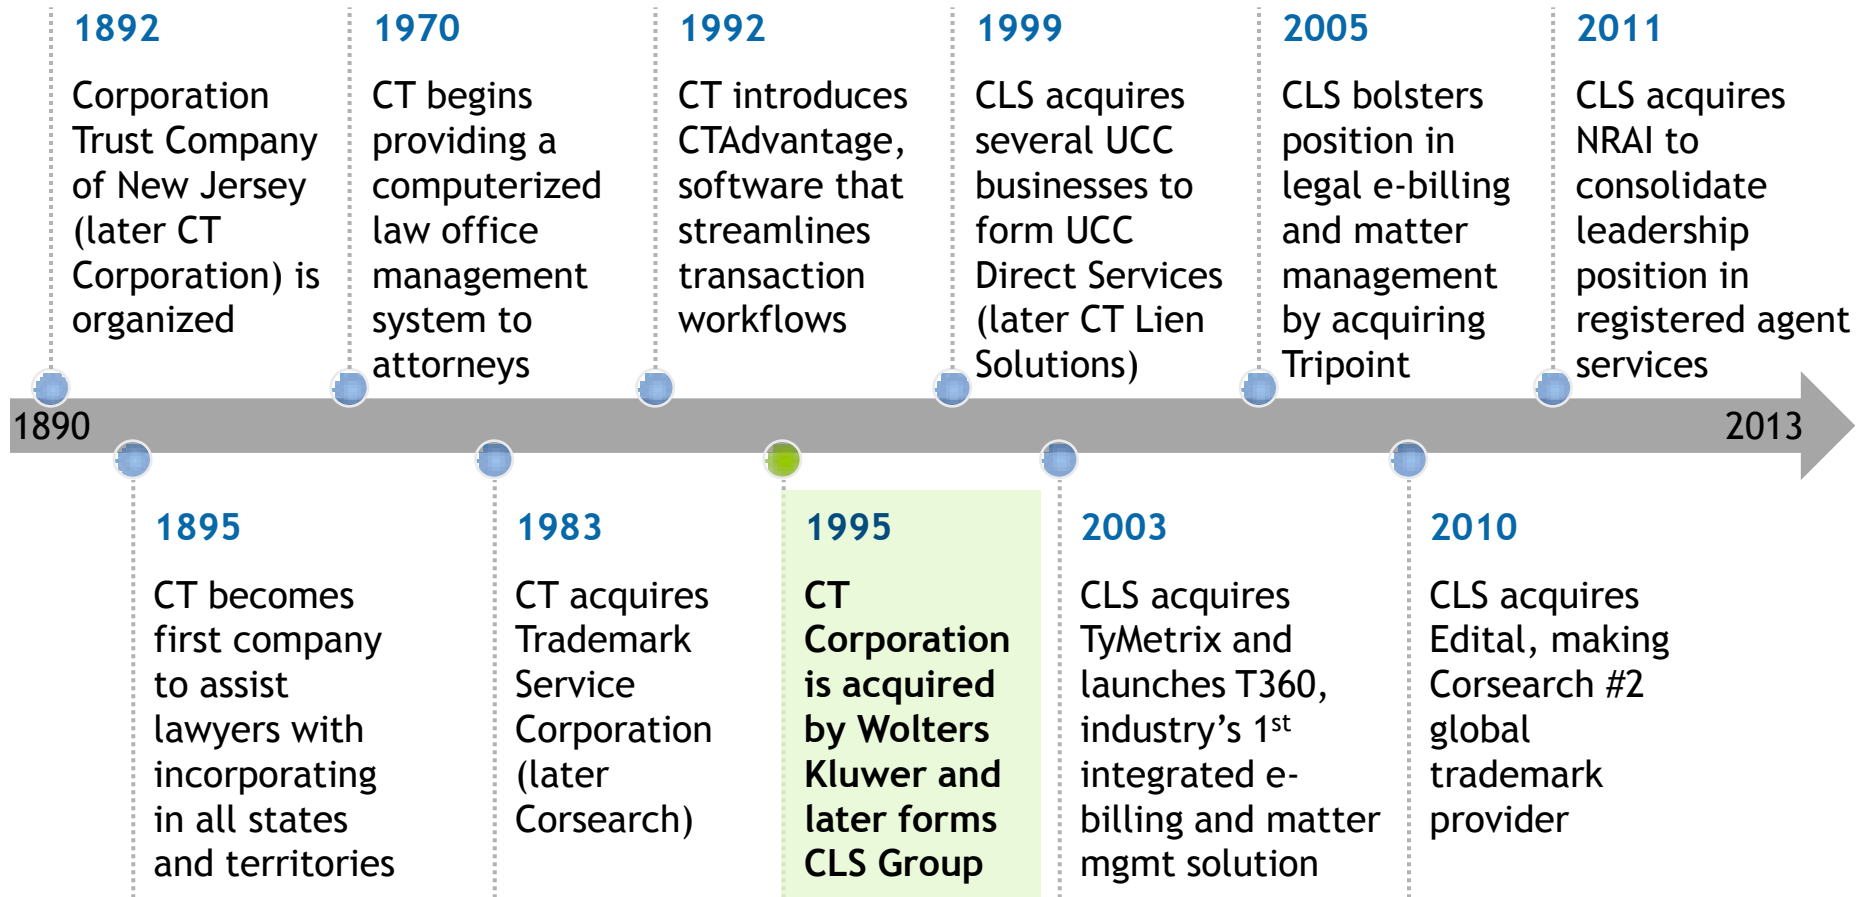 1892
Corporation
Trust Company
of New Jersey
(later CT
Corporation) is
organized
1970
CT begins
providing a
computerized
law office
management
system to
attorneys
1992
CT introduces
CTAdvantage,
software that
streamlines
transaction
workflows
1999
CLS acquires
several UCC
businesses to
form UCC
Direct Services
(later CT Lien
Solutions)
2005
CLS bolsters
position in
legal e-billing
and matter
management
by acquiring
Tripoint
2011
CLS acquires
NRAI to
consolidate
leadership
position in
registered agent
services
1890
2013
1895
CT becomes
first company
to assist
lawyers with
incorporating
in all states
and territories
1983
CT acquires
Trademark
Service
Corporation
(later
Corsearch)
1995
CT
Corporation
is acquired
by Wolters
Kluwer and
later forms
CLS Group
2003
CLS acquires
TyMetrix and
launches T360,
industry’s 1st
integrated e-
billing and matter
mgmt solution
2010
CLS acquires
Edital, making
Corsearch #2
global
trademark
provider